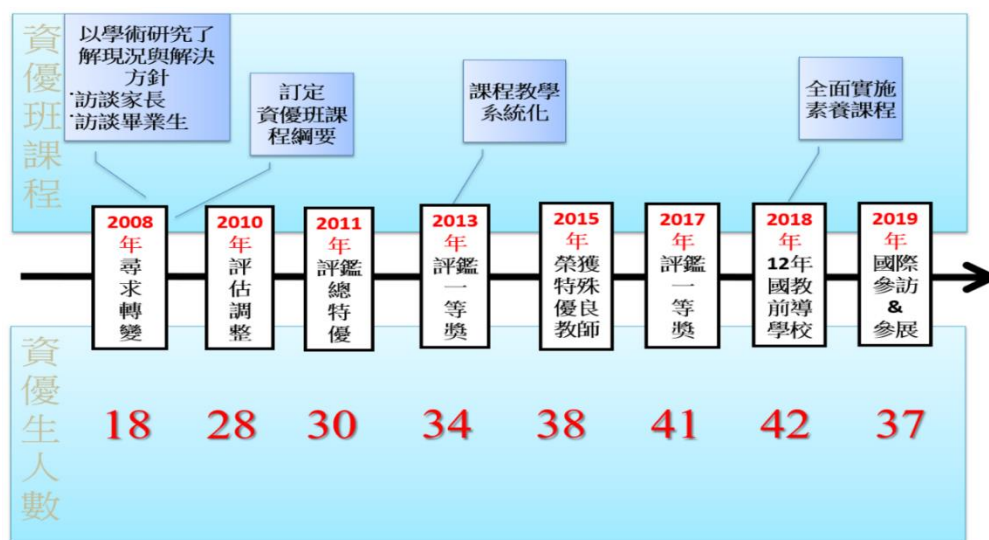 資優班課程
以學術研究了
解現況與解決
方針
·訪談家長
·訪談畢業生
訂定
資優班課
程綱要
課程教學
系統化
全面實施
素養課程
2008
年
尋
求
轉
變
2010
年
評
估
調
整
2011
年
評鑑
總
特
優
2013
年
評鑑
一
等
獎
2015
年
榮獲
特殊
優良
教師
2017
年
評鑑
一
等
獎
2018
年
12年
國教
前導
學校
2019
年
國際
參訪
&
參展
資優生人數
18
28
30
34
38
41
42
37